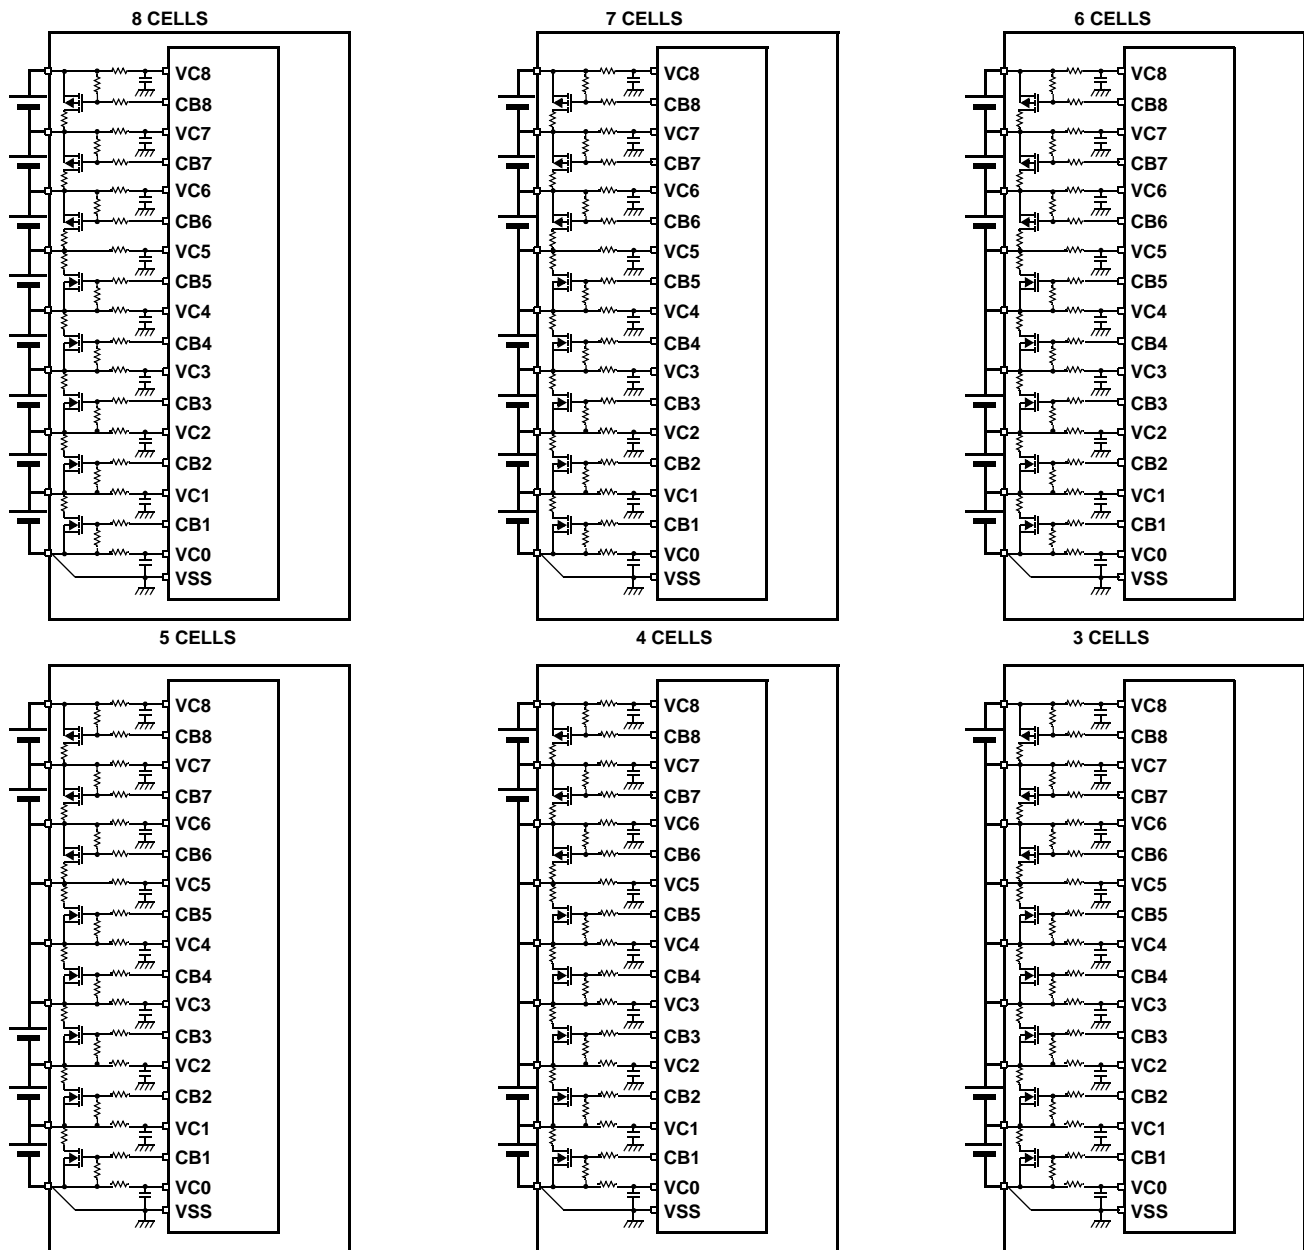 8 CELLS
VC8
CB8
VC7
CB7
VC6
CB6
VC5
CB5
VC4
CB4
VC3
CB3
VC2
CB2
VC1
CB1
VC0
VSS
7 CELLS
VC8
CB8
VC7
CB7
VC6
CB6
VC5
CB5
VC4
CB4
VC3
CB3
VC2
CB2
VC1
CB1
VC0
VSS
6 CELLS
VC8
CB8
VC7
CB7
VC6
CB6
VC5
CB5
VC4
CB4
VC3
CB3
VC2
CB2
VC1
CB1
VC0
VSS
5 CELLS
VC8
CB8
VC7
CB7
VC6
CB6
VC5
CB5
VC4
CB4
VC3
CB3
VC2
CB2
VC1
CB1
VC0
VSS
4 CELLS
VC8
CB8
VC7
CB7
VC6
CB6
VC5
CB5
VC4
CB4
VC3
CB3
VC2
CB2
VC1
CB1
VC0
VSS
3 CELLS
VC8
CB8
VC7
CB7
VC6
CB6
VC5
CB5
VC4
CB4
VC3
CB3
VC2
CB2
VC1
CB1
VC0
VSS